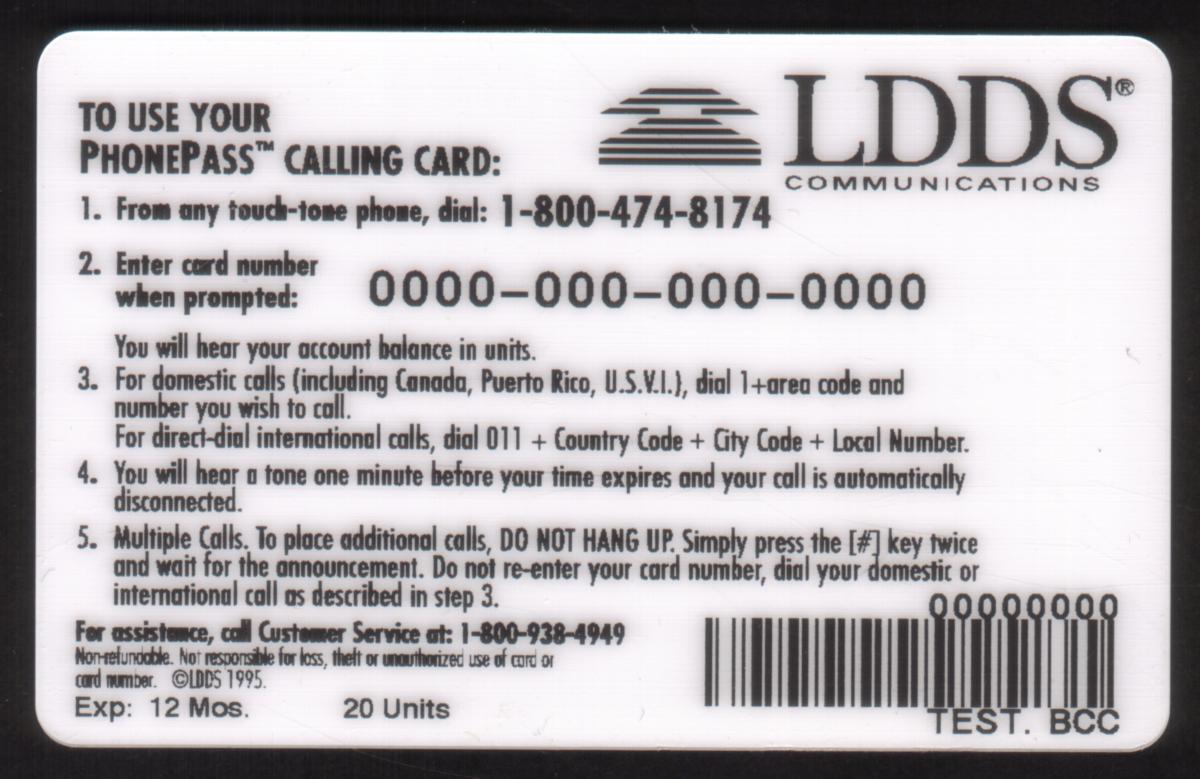 LDDS®
COMMUNICATIONS
TO USE YOUR
PHONEPASS™ CALLING CARD:
1. From any touch-tone phone, dial: 1-800-474-8174
2. Enter card number
when prompted: 0000-000-000-0000
You will hear your account balance in units.
3. For domestic calls (including Canada, Puerto Rico, U.S.V.I.), dial 1+area code and
number you wish to call.
For direct-dial international calls, dial 011 + Country Code + City Code + Local Number.
4. You will hear a tone one minute before your time expires and your call is automatically
disconnected.
5. Multiple Calls. To place additional calls, DO NOT HANG UP. Simply press the [#] key twice
and wait for the announcement. Do not re-enter your card number, dial your domestic or
international call as described in step 3.
00000000
For assistance, call Customer Service at: 1-800-938-4949
Non-refundable. Not responsible for loss, theft or unauthorized use of card or
card number. ©LDDS 1995.
Exp: 12 Mos. 20 Units
TEST. BCC